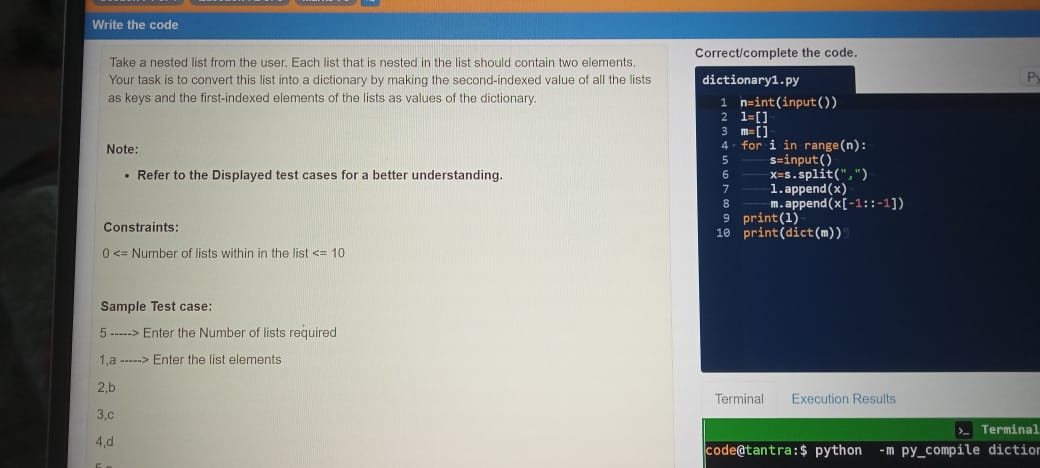 Write the code
Take a nested list from the user. Each list that is nested in the list should contain two elements.
Your task is to convert this list into a dictionary by making the second-indexed value of all the lists
as keys and the first-indexed elements of the lists as values of the dictionary.
Note:
• Refer to the Displayed test cases for a better understanding.
Constraints:
0 <= Number of lists within in the list <= 10
Sample Test case:
5 -----> Enter the Number of lists required
1,a -----> Enter the list elements
2,b
3,c
4,d
Correct/complete the code.
dictionary1.py
1 n=int(input())
2 l=[]
3 m=[]
4 for i in range(n):
5 s=input()
6 x=s.split(",")
7 l.append(x)
8 m.append(x[-1::-1])
9 print(l)
10 print(dict(m))
Terminal Execution Results
Terminal
code@tantra:$ python -m py_compile diction